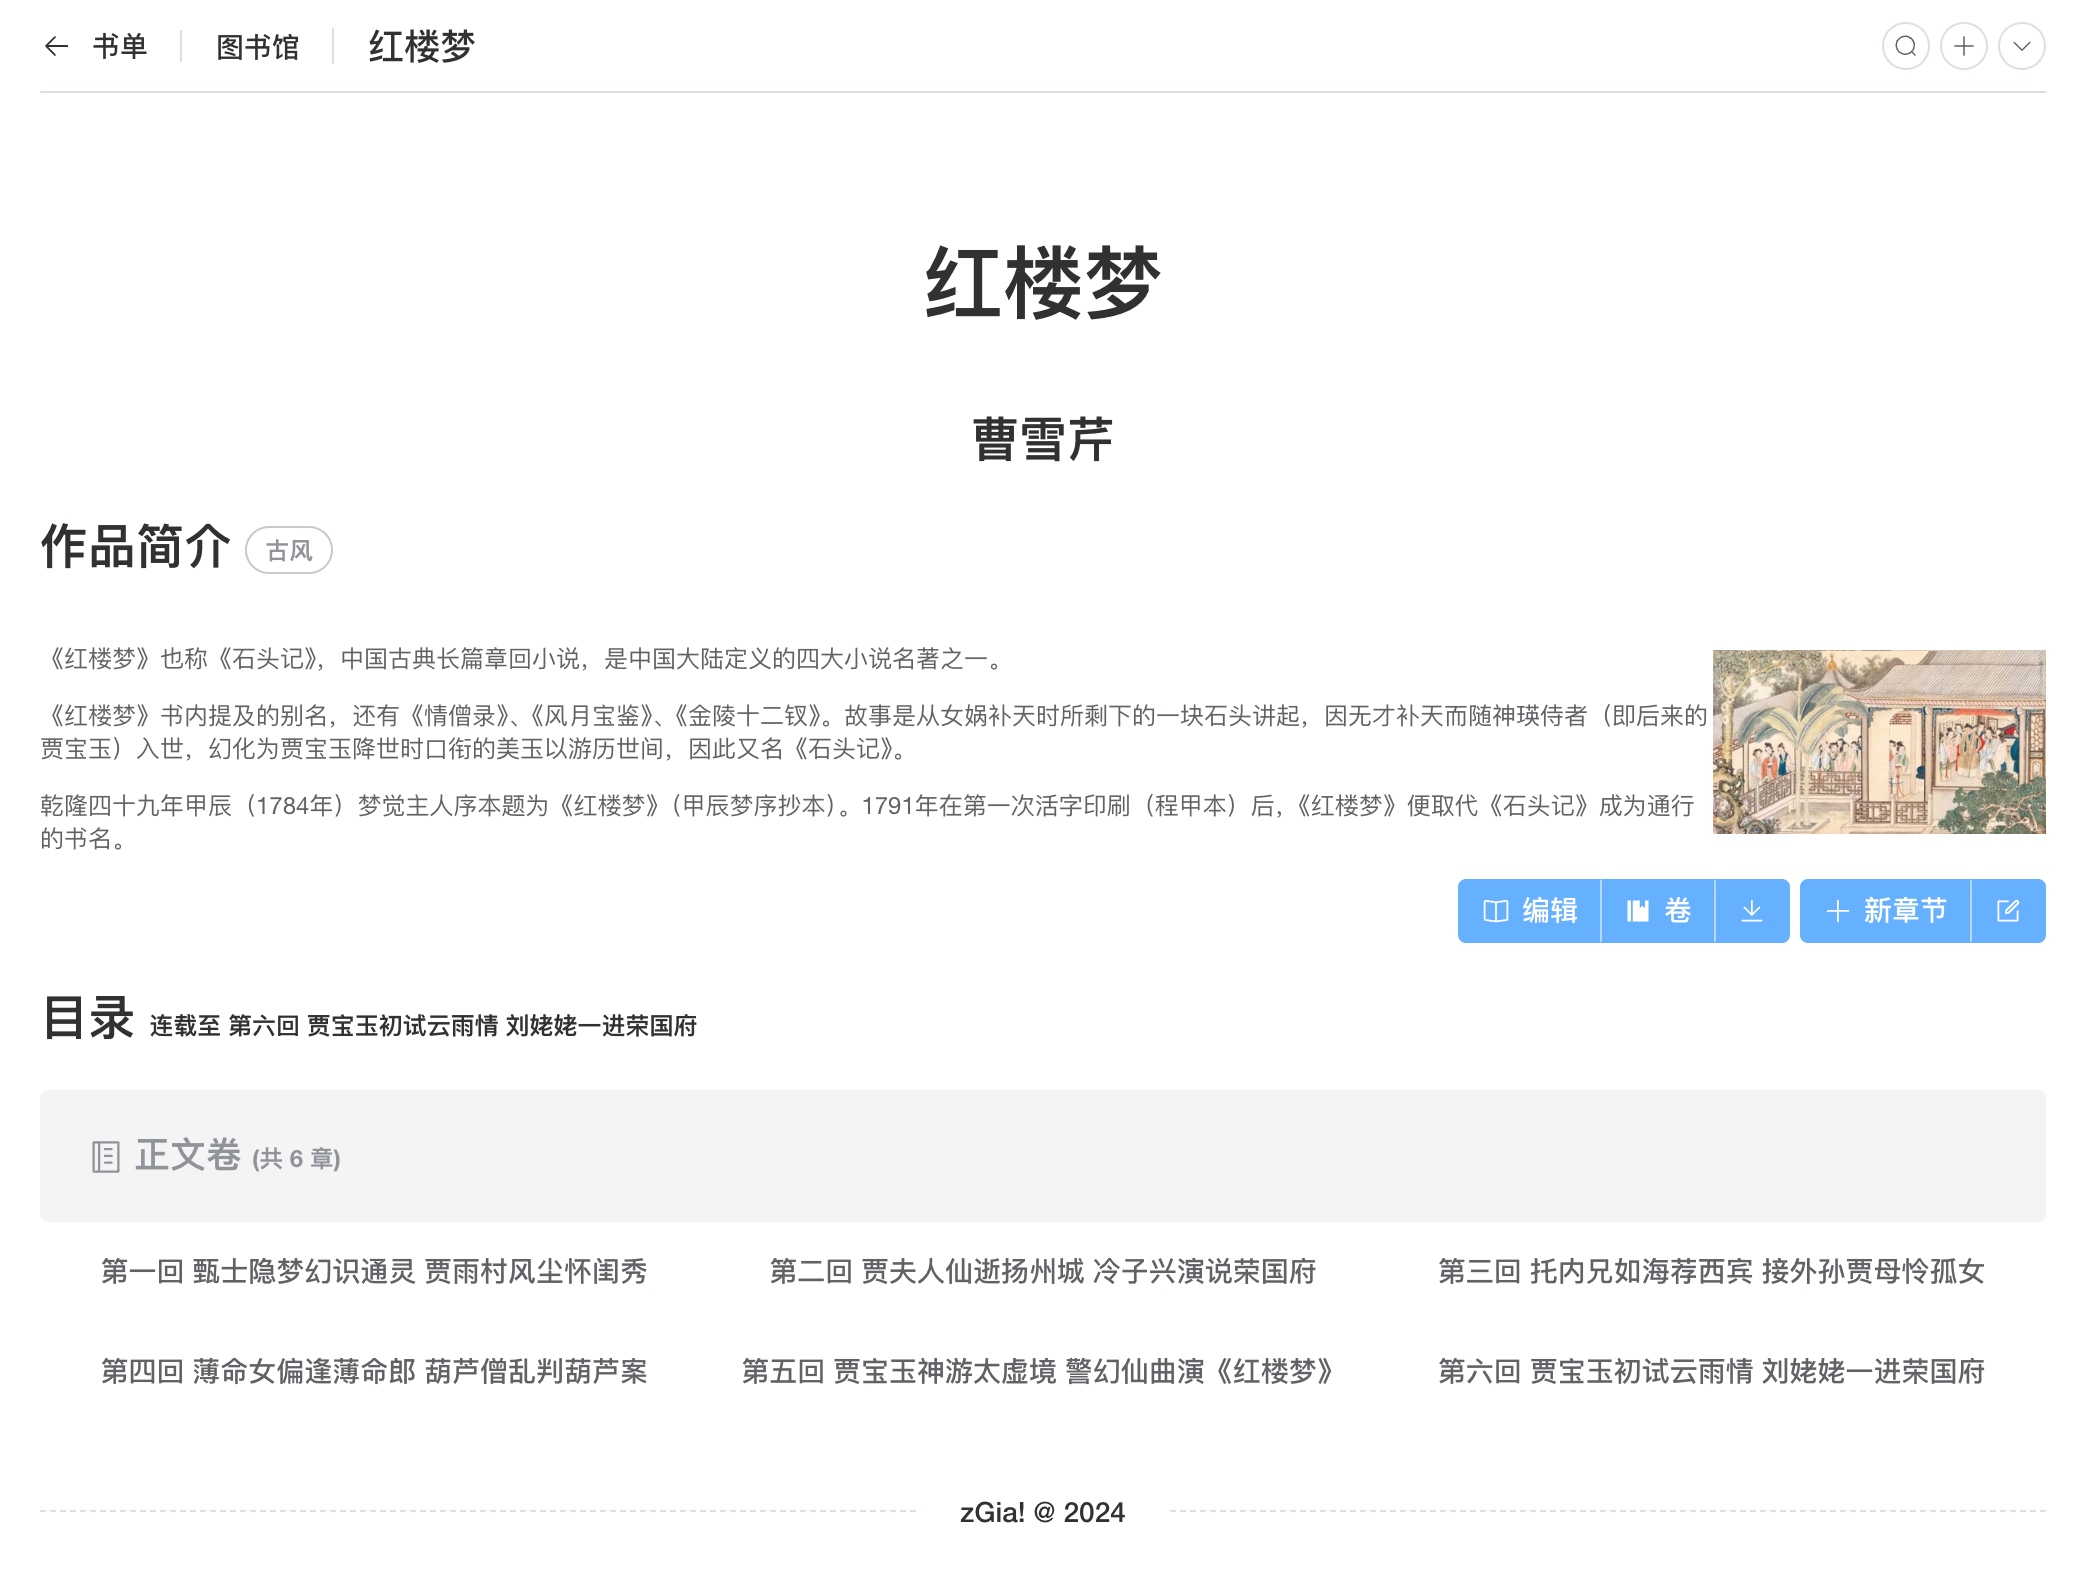 书单 图书馆 红楼梦
红楼梦
曹雪芹
作品简介 古风
《红楼梦》也称《石头记》，中国古典长篇章回小说，是中国大陆定义的四大小说名著之一。
《红楼梦》书内提及的别名，还有《情僧录》、《风月宝鉴》、《金陵十二钗》。故事是从女娲补天时所剩下的一块石头讲起，因无才补天而随神瑛侍者（即后来的
贾宝玉）入世，幻化为贾宝玉降世时口衔的美玉以游历世间，因此又名《石头记》。
乾隆四十九年甲辰（1784年）梦觉主人序本题为《红楼梦》（甲辰梦序抄本）。1791年在第一次活字印刷（程甲本）后，《红楼梦》便取代《石头记》成为通行
的书名。
编辑 卷 新章节
目录 连载至 第六回 贾宝玉初试云雨情 刘姥姥一进荣国府
正文卷 (共 6 章)
第一回 甄士隐梦幻识通灵 贾雨村风尘怀闺秀
第二回 贾夫人仙逝扬州城 冷子兴演说荣国府
第三回 托内兄如海荐西宾 接外孙贾母怜孤女
第四回 薄命女偏逢薄命郎 葫芦僧乱判葫芦案
第五回 贾宝玉神游太虚境 警幻仙曲演《红楼梦》
第六回 贾宝玉初试云雨情 刘姥姥一进荣国府
zGia! @ 2024